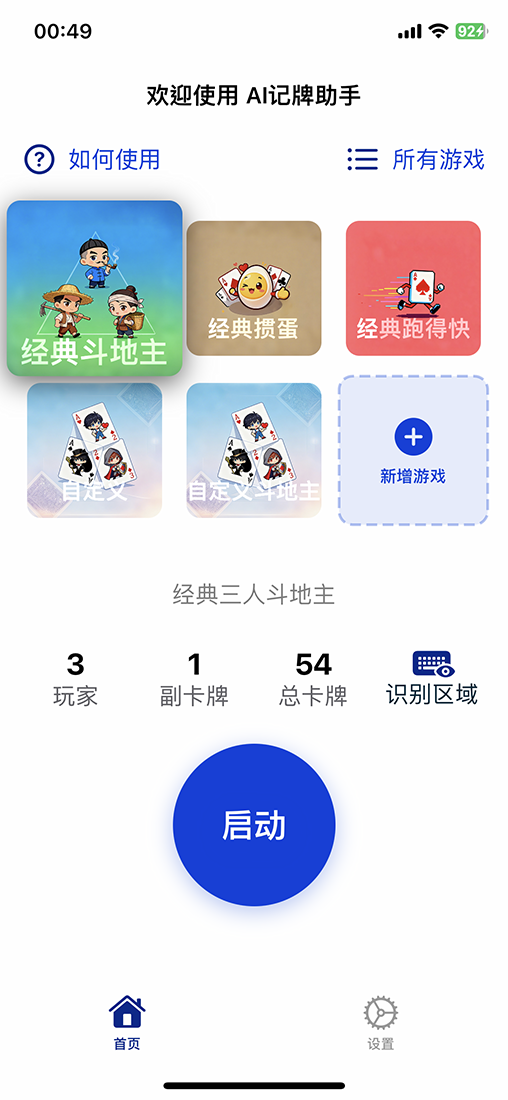 00:49
92
欢迎使用 AI记牌助手
如何使用
所有游戏
经典斗地主
经典掼蛋
经典跑得快
自定义
自定义斗地主
新增游戏
经典三人斗地主
3
玩家
1
副卡牌
54
总卡牌
识别区域
启动
首页
设置